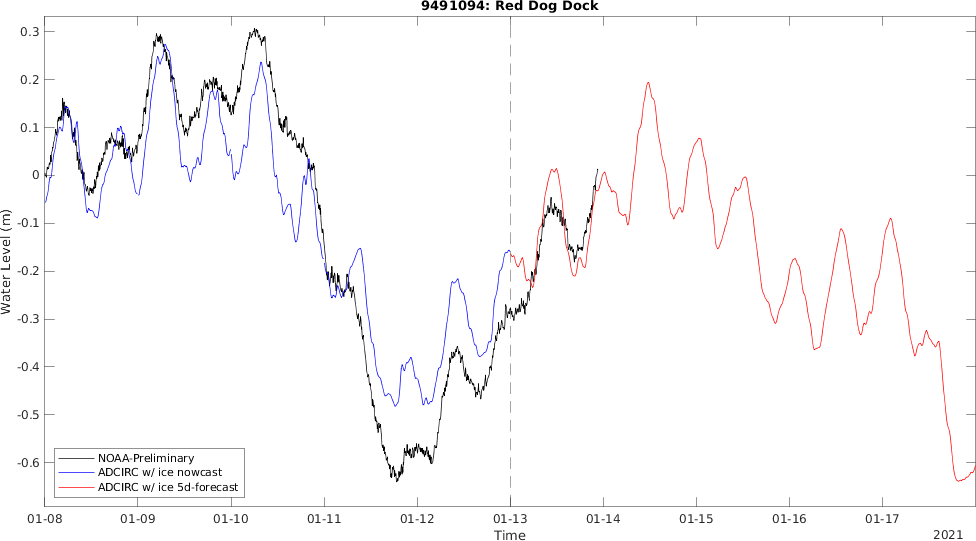 9491094: Red Dog Dock
0.3
0.2
0.1
0
-0.1
-0.2
-0.3
-0.4
-0.5
-0.6
Water Level (m)
NOAA-Preliminary
ADCIRC w/ ice nowcast
ADCIRC w/ ice 5d-forecast
01-08 01-09 01-10 01-11 01-12 01-13 01-14 01-15 01-16 01-17
Time
2021